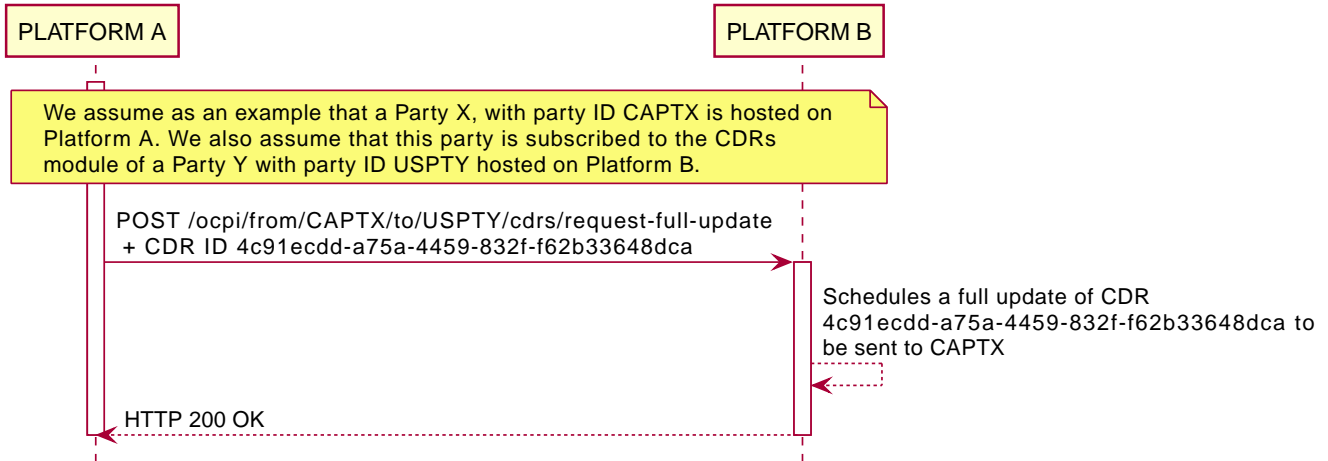 PLATFORM A
PLATFORM B
We assume as an example that a Party X, with party ID CAPTX is hosted on
Platform A. We also assume that this party is subscribed to the CDRs
module of a Party Y with party ID USPTY hosted on Platform B.
POST /ocpi/from/CAPTX/to/USPTY/cdrs/request-full-update
+ CDR ID 4c91ecdd-a75a-4459-832f-f62b33648dca
Schedules a full update of CDR
4c91ecdd-a75a-4459-832f-f62b33648dca to
be sent to CAPTX
HTTP 200 OK